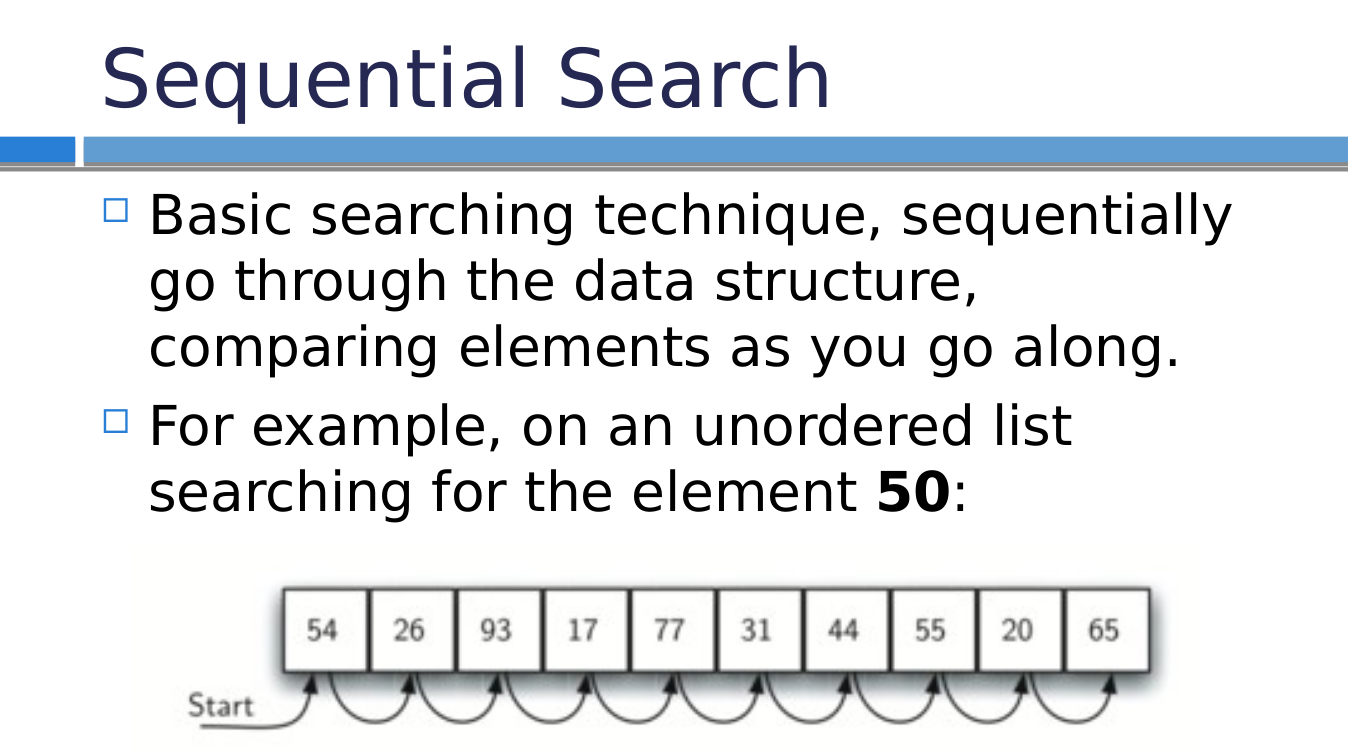 Sequential Search
Basic searching technique, sequentially
go through the data structure,
comparing elements as you go along.
For example, on an unordered list
searching for the element 50:
54 26 93 17 77 31 44 55 20 65
Start